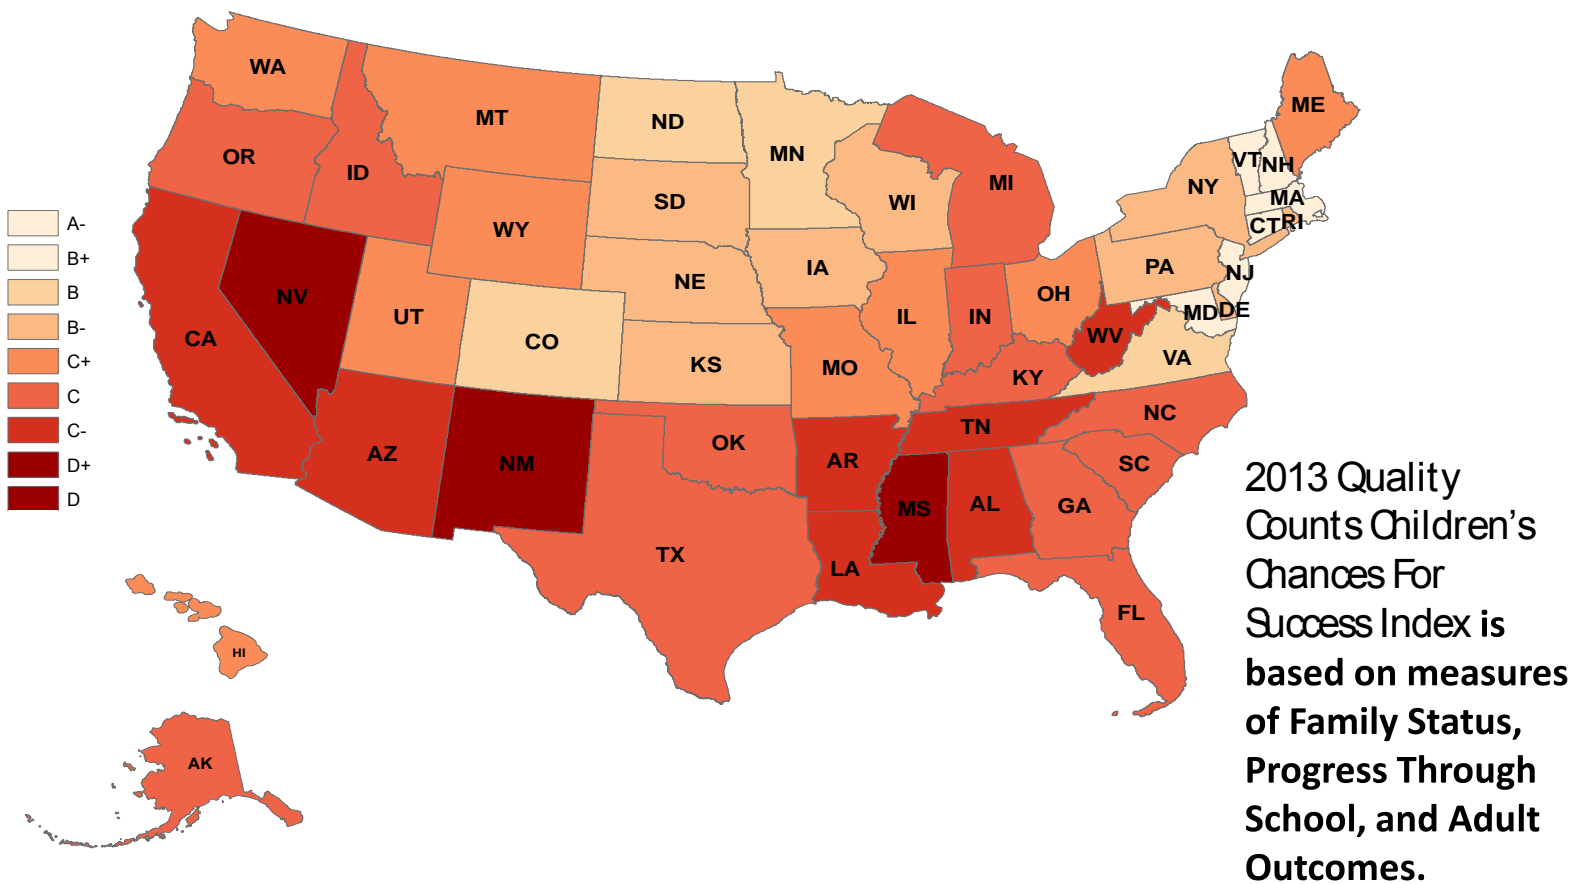 WA
MT
ND
MN
ME
OR
ID
MI
VT
NH
NY
WY
SD
WI
MA
CT
RI
A-
B+
B
B-
C+
C
C-
D+
D
NV
UT
NE
IA
PA
NJ
OH
IL
IN
MD
DE
CA
CO
WV
VA
KS
MO
KY
AZ
NM
OK
AR
TN
NC
SC
MS
AL
GA
TX
LA
FL
HI
AK
2013 Quality
Counts Children’s
Chances For
Success Index is
based on measures
of Family Status,
Progress Through
School, and Adult
Outcomes.